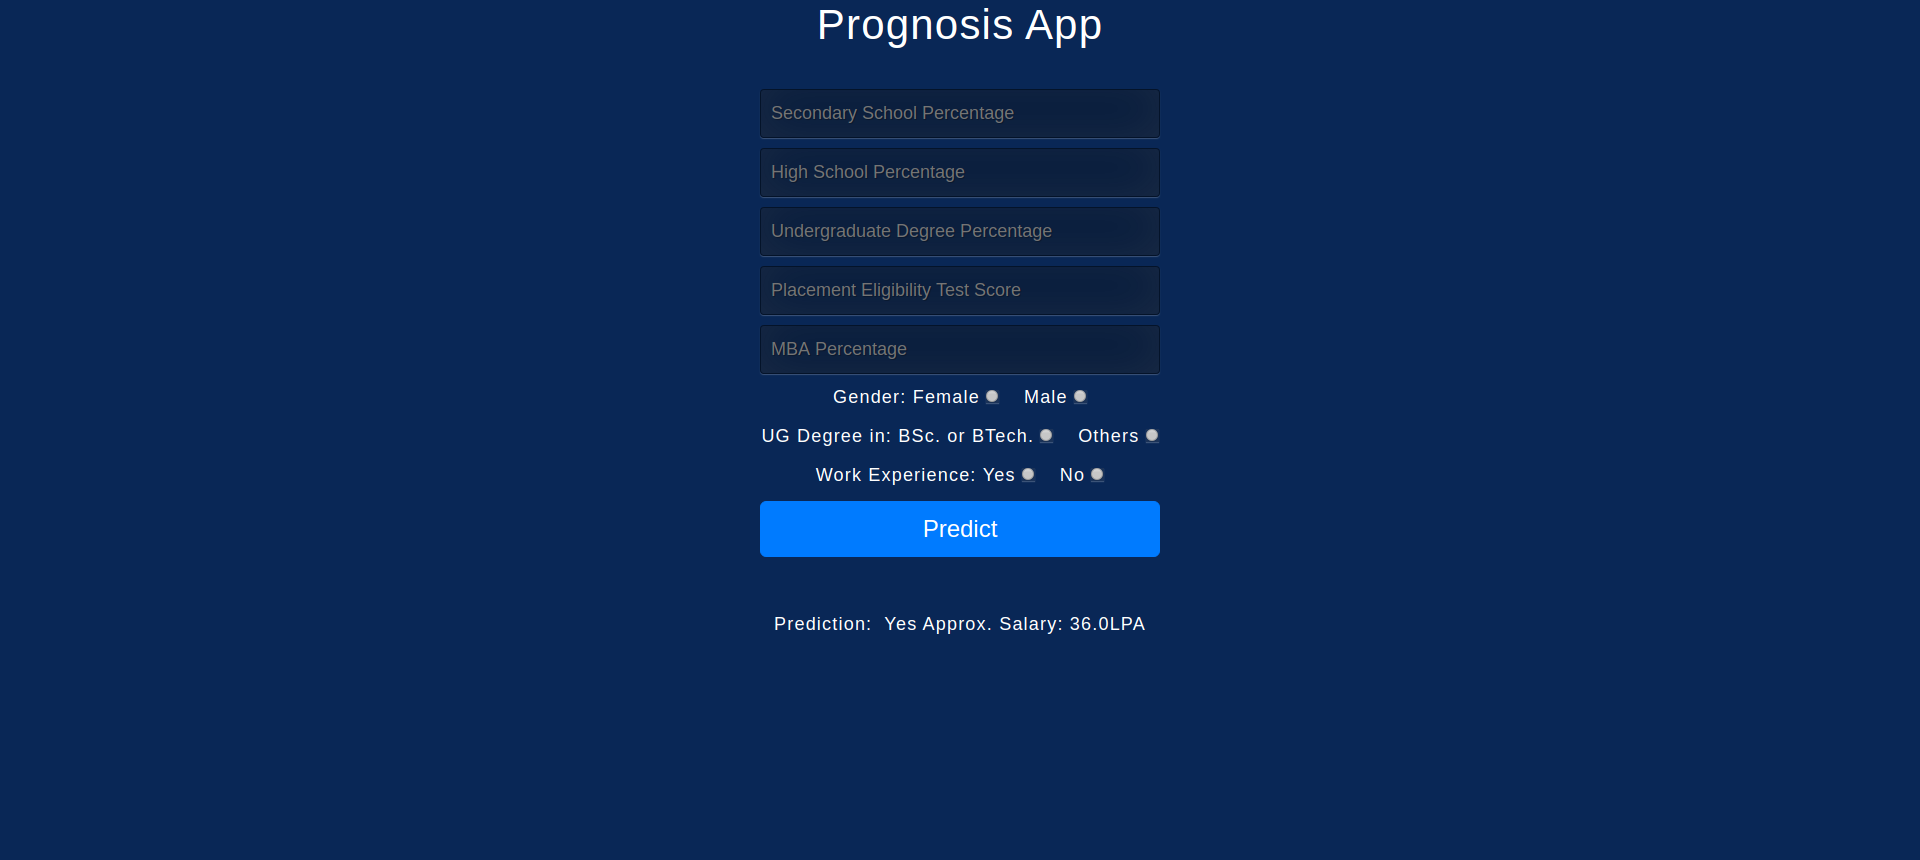 Prognosis App
Secondary School Percentage
High School Percentage
Undergraduate Degree Percentage
Placement Eligibility Test Score
MBA Percentage
Gender: Female Male
UG Degree in: BSc. or BTech. Others
Work Experience: Yes No
Predict
Prediction: Yes Approx. Salary: 36.0LPA